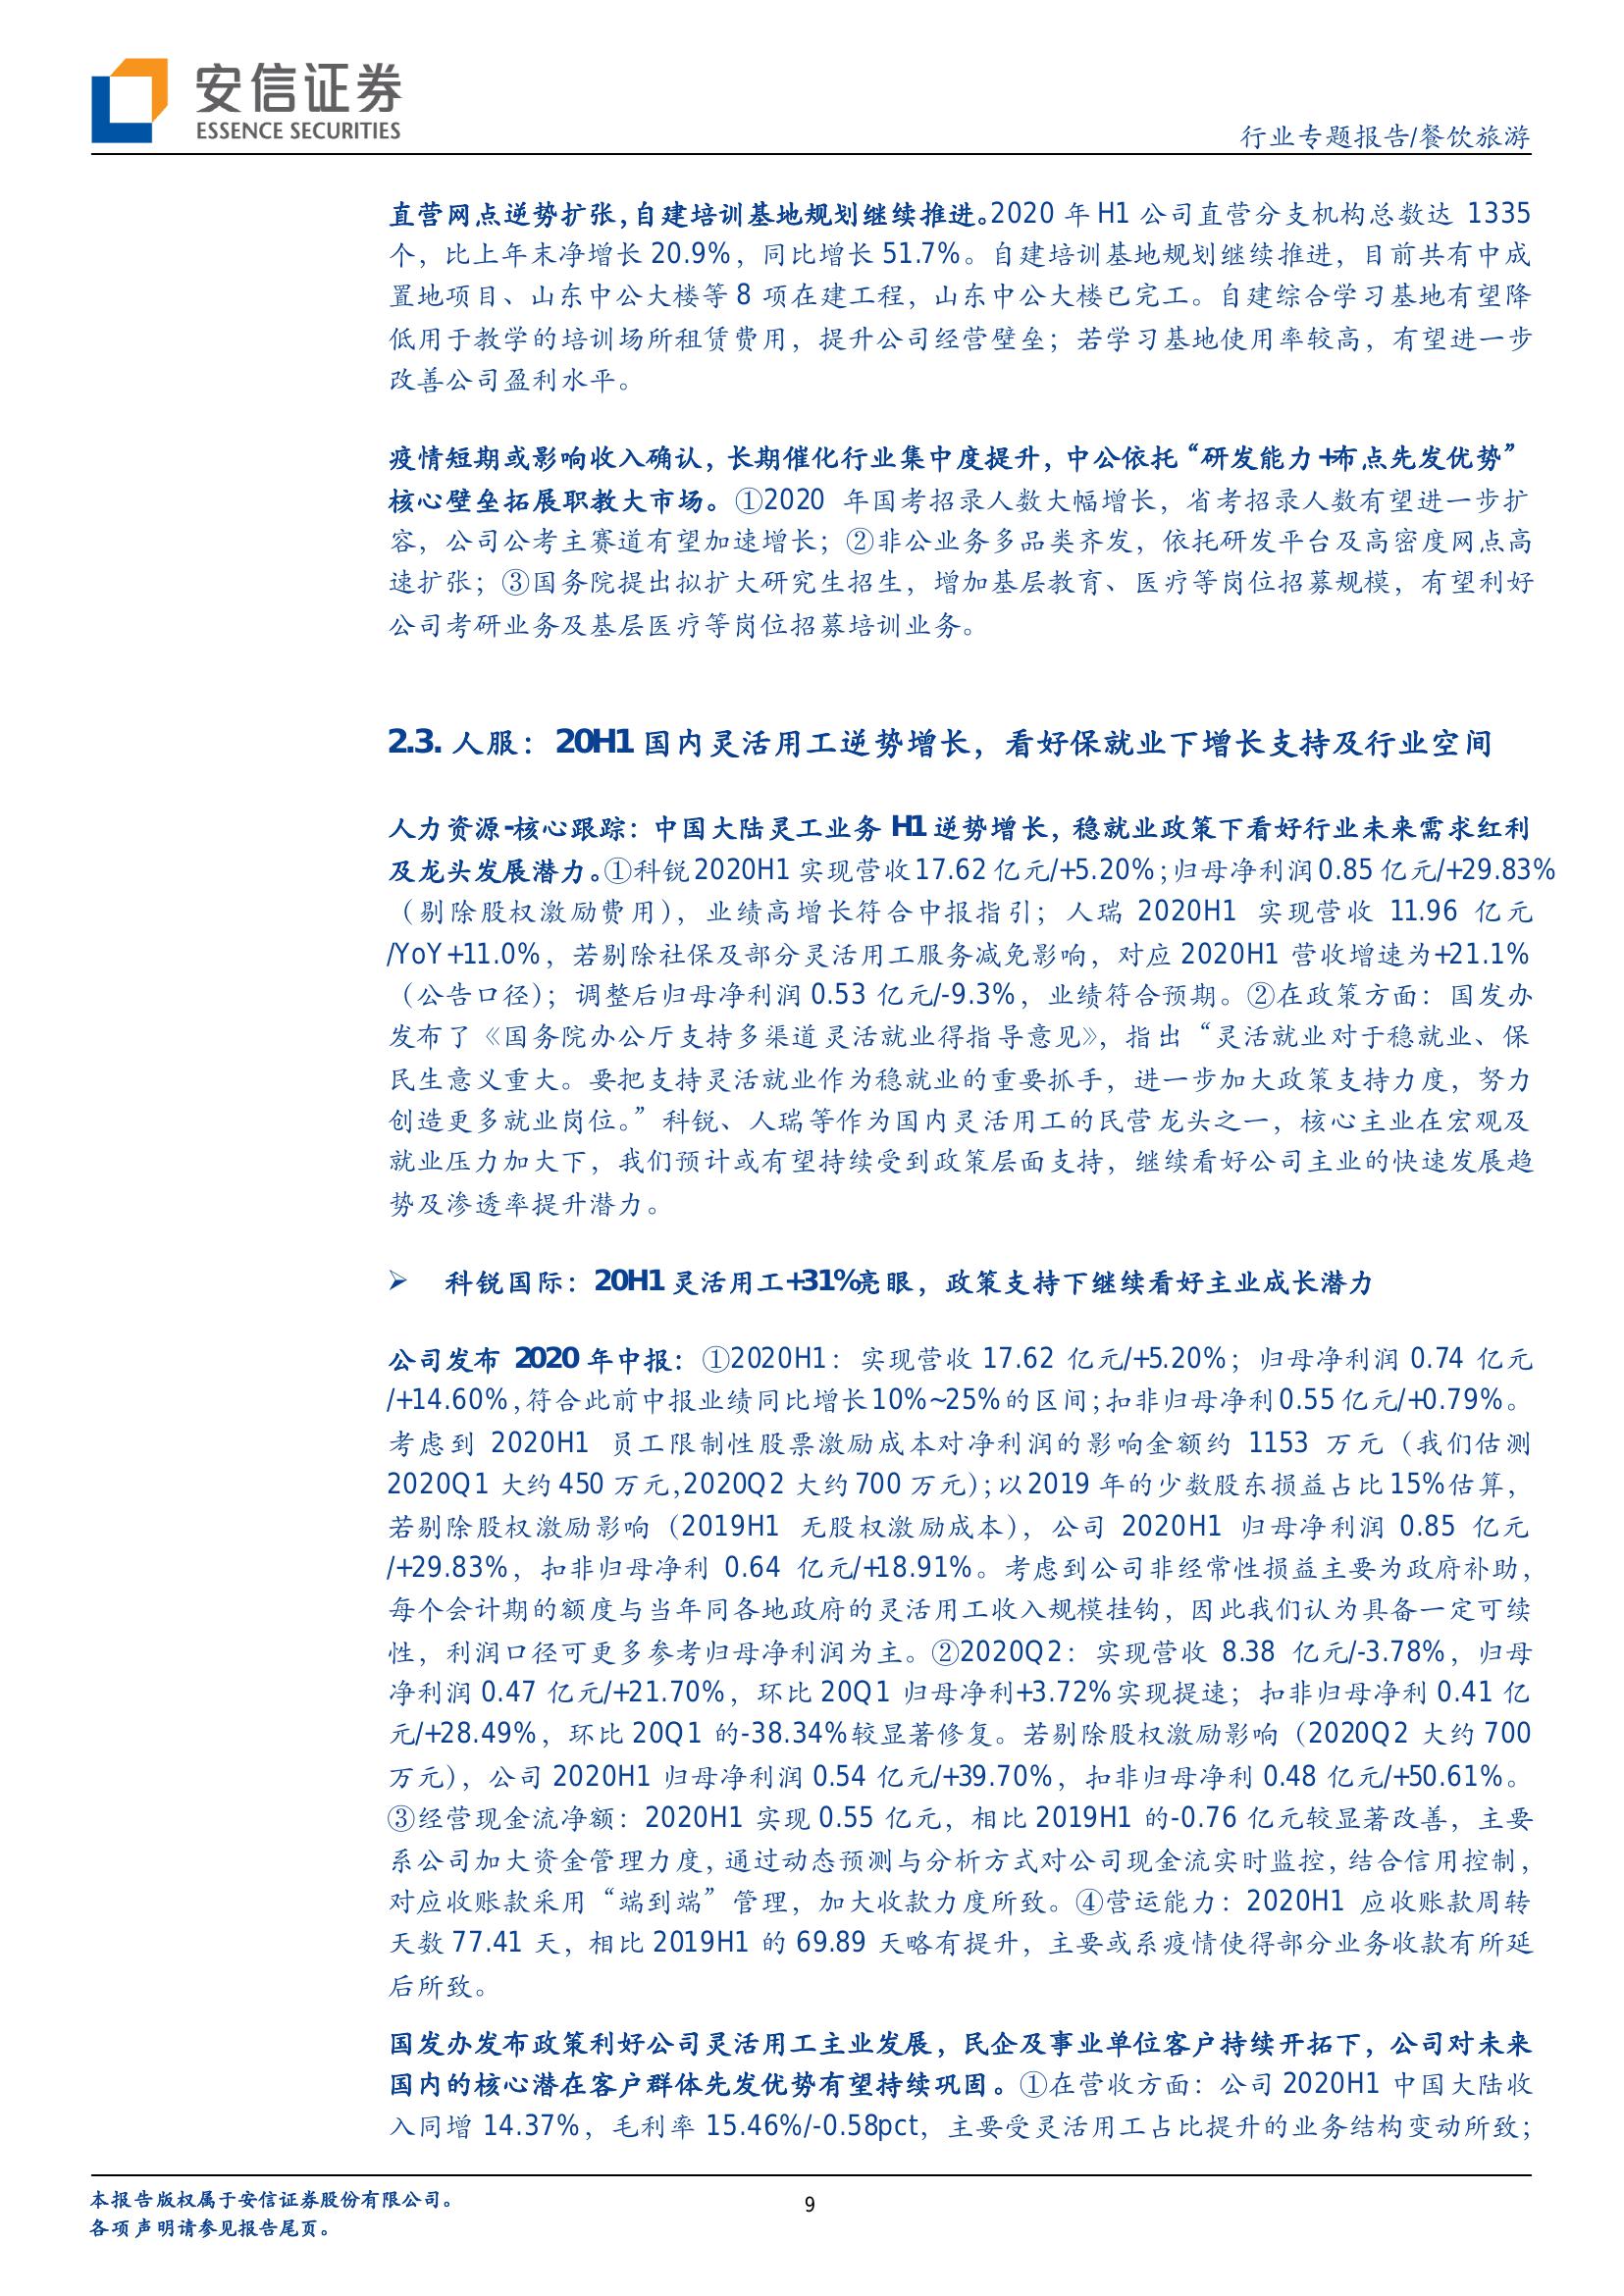 安信证券
ESSENCE SECURITIES
行业专题报告/餐饮旅游
直营网点逆势扩张，自建培训基地规划继续推进。2020 年 H1 公司直营分支机构总数达 1335
个，比上年末净增长 20.9%，同比增长 51.7%。自建培训基地规划继续推进，目前共有中成
置地项目、山东中公大楼等 8 项在建工程，山东中公大楼已完工。自建综合学习基地有望降
低用于教学的培训场所租赁费用，提升公司经营壁垒；若学习基地使用率较高，有望进一步
改善公司盈利水平。
疫情短期或影响收入确认，长期催化行业集中度提升，中公依托“研发能力+布点先发优势”
核心壁垒拓展职教大市场。①2020 年国考招录人数大幅增长，省考招录人数有望进一步扩
容，公司公考主赛道有望加速增长；②非公业务多品类齐发，依托研发平台及高密度网点高
速扩张；③国务院提出拟扩大研究生招生，增加基层教育、医疗等岗位招募规模，有望利好
公司考研业务及基层医疗等岗位招募培训业务。
2.3. 人服：20H1 国内灵活用工逆势增长，看好保就业下增长支持及行业空间
人力资源-核心跟踪：中国大陆灵工业务 H1 逆势增长，稳就业政策下看好行业未来需求红利
及龙头发展潜力。①科锐 2020H1 实现营收 17.62 亿元/+5.20%；归母净利润 0.85 亿元/+29.83%
（剔除股权激励费用），业绩高增长符合中报指引；人瑞 2020H1 实现营收 11.96 亿元
/YoY+11.0%，若剔除社保及部分灵活用工服务减免影响，对应 2020H1 营收增速为+21.1%
（公告口径）；调整后归母净利润 0.53 亿元/-9.3%，业绩符合预期。②在政策方面：国发办
发布了《国务院办公厅支持多渠道灵活就业得指导意见》，指出“灵活就业对于稳就业、保
民生意义重大。要把支持灵活就业作为稳就业的重要抓手，进一步加大政策支持力度，努力
创造更多就业岗位。”科锐、人瑞等作为国内灵活用工的民营龙头之一，核心主业在宏观及
就业压力加大下，我们预计或有望持续受到政策层面支持，继续看好公司主业的快速发展趋
势及渗透率提升潜力。
➢ 科锐国际：20H1 灵活用工+31%亮眼，政策支持下继续看好主业成长潜力
公司发布 2020 年中报：①2020H1：实现营收 17.62 亿元/+5.20%；归母净利润 0.74 亿元
/+14.60%，符合此前中报业绩同比增长 10%~25%的区间；扣非归母净利 0.55 亿元/+0.79%。
考虑到 2020H1 员工限制性股票激励成本对净利润的影响金额约 1153 万元（我们估测
2020Q1 大约 450 万元，2020Q2 大约 700 万元）；以 2019 年的少数股东损益占比 15%估算，
若剔除股权激励影响（2019H1 无股权激励成本），公司 2020H1 归母净利润 0.85 亿元
/+29.83%，扣非归母净利 0.64 亿元/+18.91%。考虑到公司非经常性损益主要为政府补助，
每个会计期的额度与当年同各地政府的灵活用工收入规模挂钩，因此我们认为具备一定可续
性，利润口径可更多参考归母净利润为主。②2020Q2：实现营收 8.38 亿元/-3.78%，归母
净利润 0.47 亿元/+21.70%，环比 20Q1 归母净利+3.72%实现提速；扣非归母净利 0.41 亿
元/+28.49%，环比 20Q1 的-38.34%较显著修复。若剔除股权激励影响（2020Q2 大约 700
万元），公司 2020H1 归母净利润 0.54 亿元/+39.70%，扣非归母净利 0.48 亿元/+50.61%。
③经营现金流净额：2020H1 实现 0.55 亿元，相比 2019H1 的-0.76 亿元较显著改善，主要
系公司加大资金管理力度，通过动态预测与分析方式对公司现金流实时监控，结合信用控制，
对应收账款采用“端到端”管理，加大收款力度所致。④营运能力：2020H1 应收账款周转
天数 77.41 天，相比 2019H1 的 69.89 天略有提升，主要或系疫情使得部分业务收款有所延
后所致。
国发办发布政策利好公司灵活用工主业发展，民企及事业单位客户持续开拓下，公司对未来
国内的核心潜在客户群体先发优势有望持续巩固。①在营收方面：公司 2020H1 中国大陆收
入同增 14.37%，毛利率 15.46%/-0.58pct，主要受灵活用工占比提升的业务结构变动所致；
本报告版权属于安信证券股份有限公司。
9
各项声明请参见报告尾页。